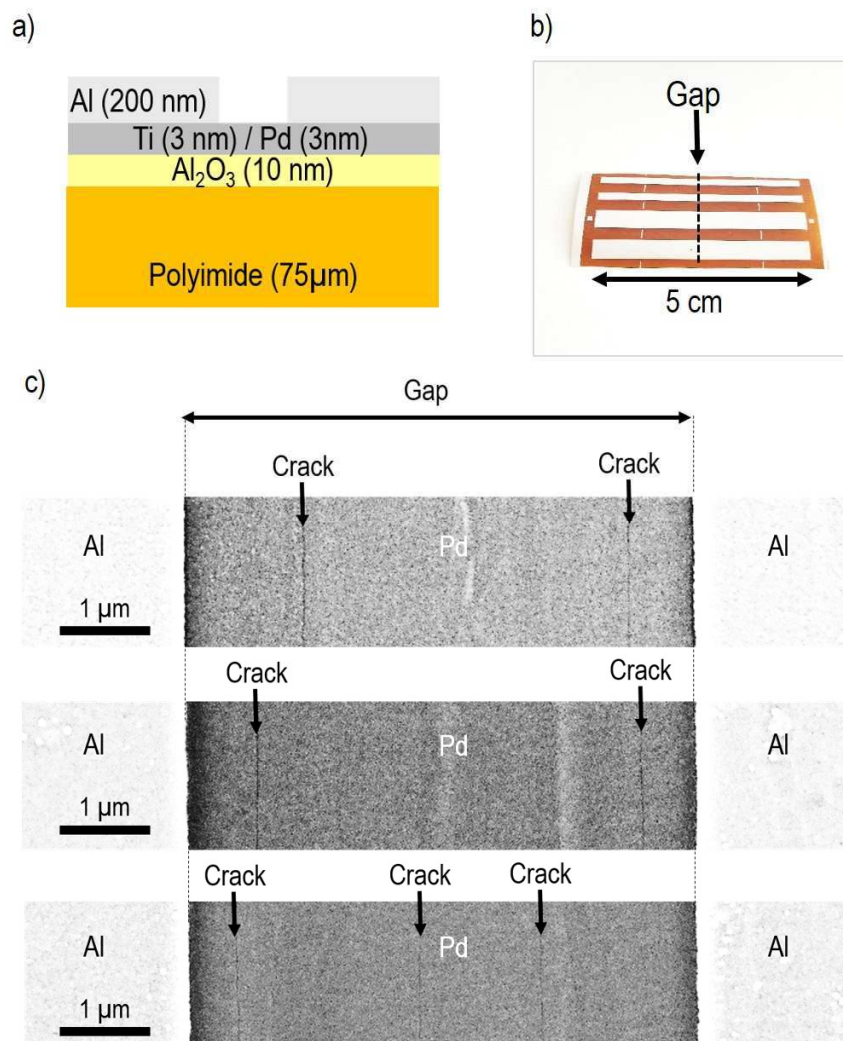 a)
Al (200 nm)
Ti (3 nm) / Pd (3nm)
Al₂O₃ (10 nm)
Polyimide (75µm)
b)
Gap
5 cm
c)
Gap
Crack
Crack
Al
Pd
Al
1 µm
Crack
Crack
Al
Pd
Al
1 µm
Crack
Crack
Crack
Al
Pd
Al
1 µm